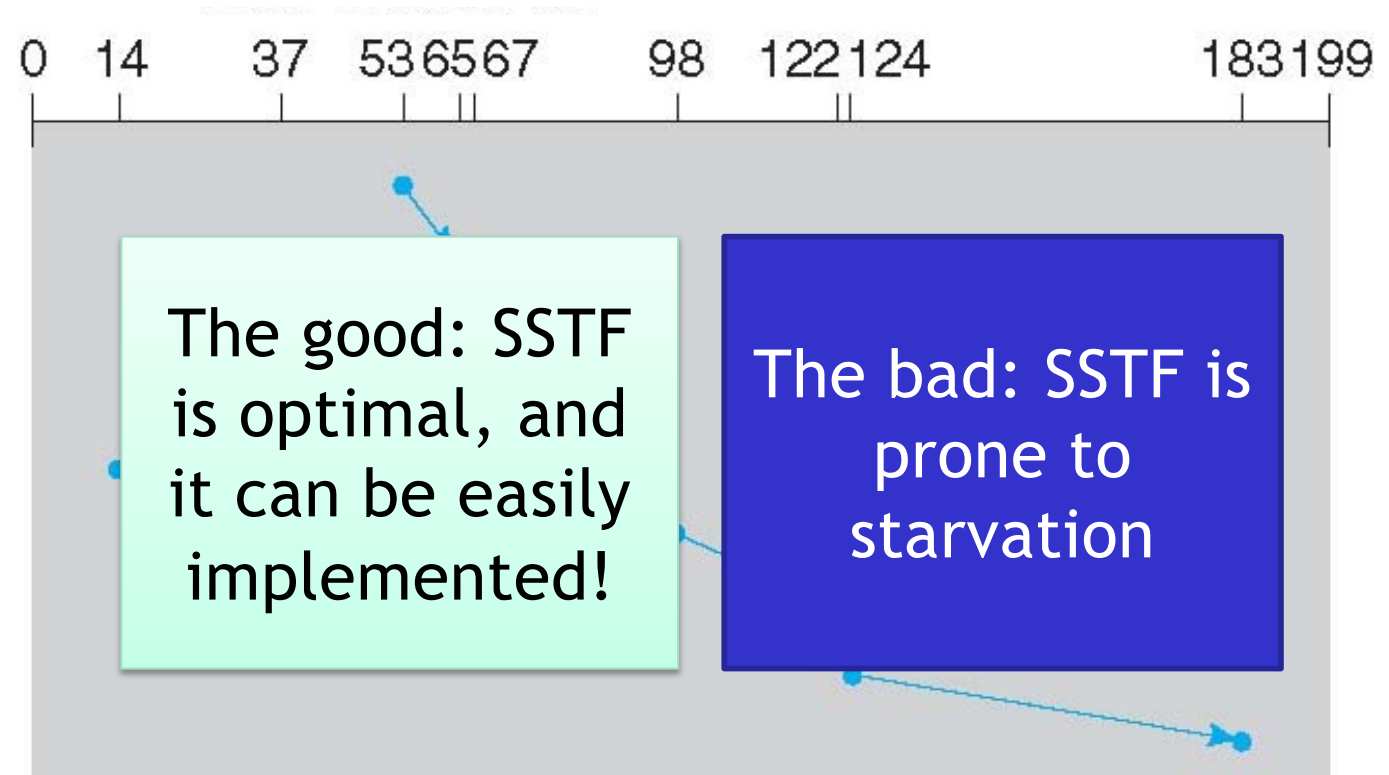 0 14 37 53 65 67 98 122 124 183 199
The good: SSTF
is optimal, and
it can be easily
implemented!
The bad: SSTF is
prone to
starvation